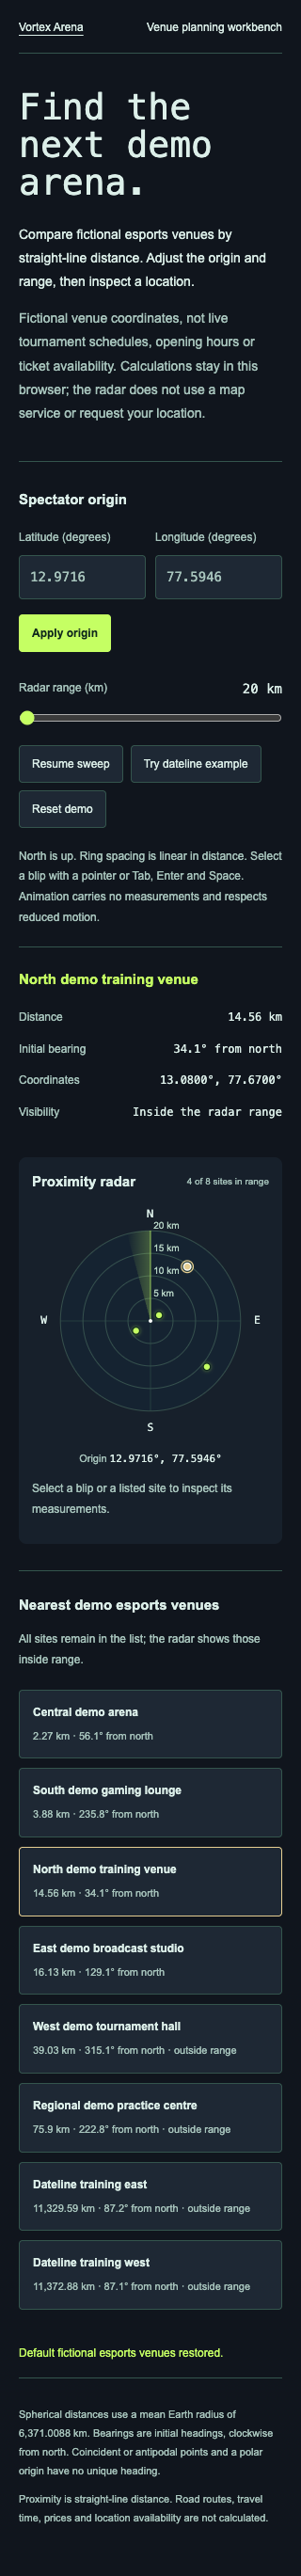 Vortex Arena
Venue planning workbench
Find the
next demo
arena.
Compare fictional esports venues by
straight-line distance. Adjust the origin and
range, then inspect a location.
Fictional venue coordinates, not live
tournament schedules, opening hours or
ticket availability. Calculations stay in this
browser; the radar does not use a map
service or request your location.
Spectator origin
Latitude (degrees)
Longitude (degrees)
12.9716
77.5946
Apply origin
Radar range (km)
20 km
Resume sweep
Try dateline example
Reset demo
North is up. Ring spacing is linear in distance. Select
a blip with a pointer or Tab, Enter and Space.
Animation carries no measurements and respects
reduced motion.
North demo training venue
Distance
14.56 km
Initial bearing
34.1° from north
Coordinates
13.0800°, 77.6700°
Visibility
Inside the radar range
Proximity radar
4 of 8 sites in range
N
20 km
15 km
10 km
5 km
W
E
S
Origin 12.9716°, 77.5946°
Select a blip or a listed site to inspect its
measurements.
Nearest demo esports venues
All sites remain in the list; the radar shows those
inside range.
Central demo arena
2.27 km · 56.1° from north
South demo gaming lounge
3.88 km · 235.8° from north
North demo training venue
14.56 km · 34.1° from north
East demo broadcast studio
16.13 km · 129.1° from north
West demo tournament hall
39.03 km · 315.1° from north · outside range
Regional demo practice centre
75.9 km · 222.8° from north · outside range
Dateline training east
11,329.59 km · 87.2° from north · outside range
Dateline training west
11,372.88 km · 87.1° from north · outside range
Default fictional esports venues restored.
Spherical distances use a mean Earth radius of
6,371.0088 km. Bearings are initial headings, clockwise
from north. Coincident or antipodal points and a polar
origin have no unique heading.
Proximity is straight-line distance. Road routes, travel
time, prices and location availability are not calculated.